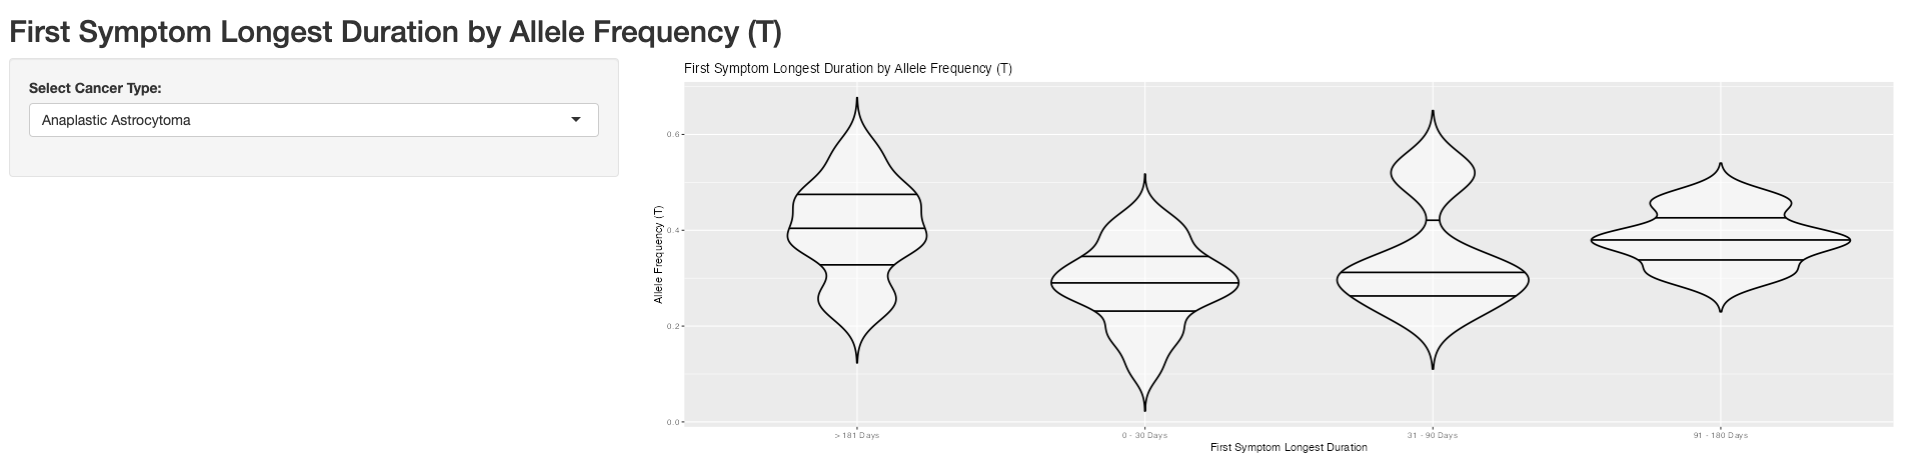 First Symptom Longest Duration by Allele Frequency (T)
Select Cancer Type:
Anaplastic Astrocytoma
First Symptom Longest Duration by Allele Frequency (T)
Allele Frequency (T)
0.6
0.4
0.2
0.0
> 181 Days
0 - 30 Days
31 - 90 Days
91 - 180 Days
First Symptom Longest Duration